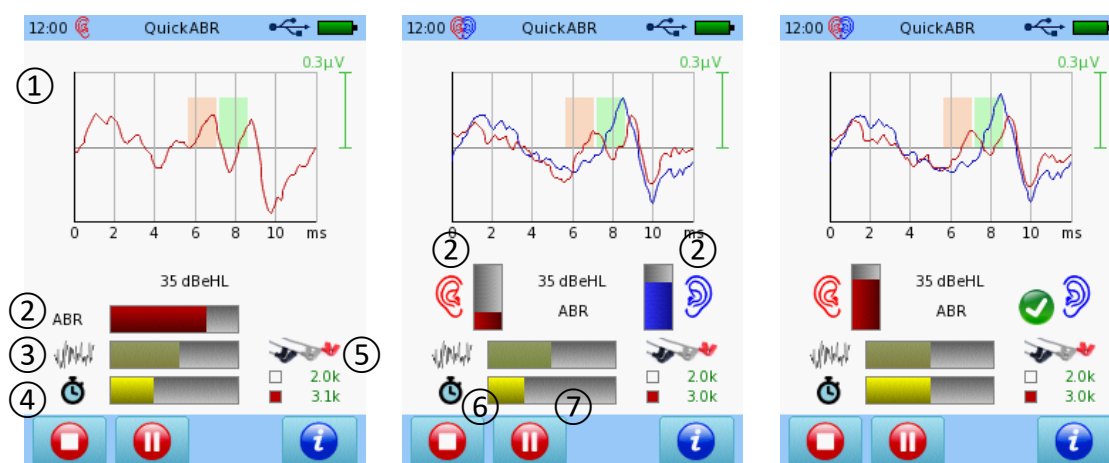 12:00 QuickABR
0.3µV
①
0 2 4 6 8 10 ms
35 dBeHL
② ABR
③
④
⑤
2.0k
3.1k
12:00 QuickABR
0.3µV
0 2 4 6 8 10 ms
② ②
35 dBeHL
ABR
2.0k
3.0k
⑥ ⑦
i
12:00 QuickABR
0.3µV
0 2 4 6 8 10 ms
35 dBeHL
ABR
2.0k
3.0k
i